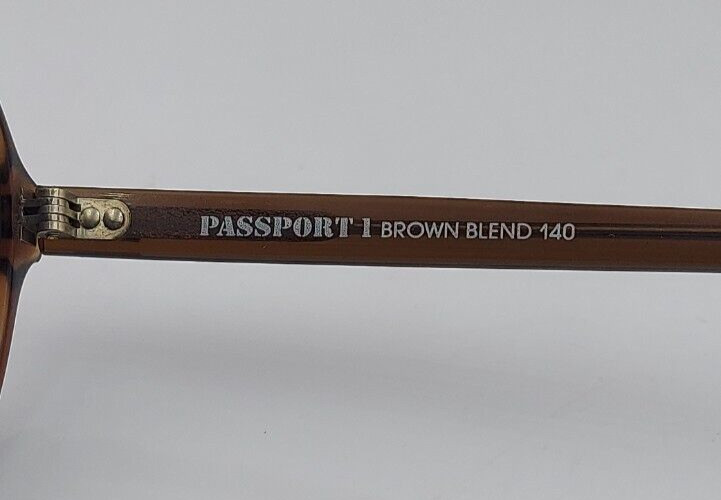 PASSPORT 1 BROWN BLEND 140